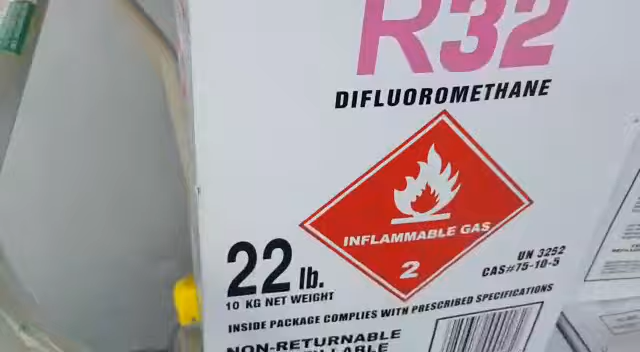 R32
DIFLUOROMETHANE
INFLAMMABLE GAS
2
22 lb.
10 KG NET WEIGHT
UN 3252
CAS#75-10-5
INSIDE PACKAGE COMPLIES WITH PRESCRIBED SPECIFICATIONS
NON-RETURNABLE